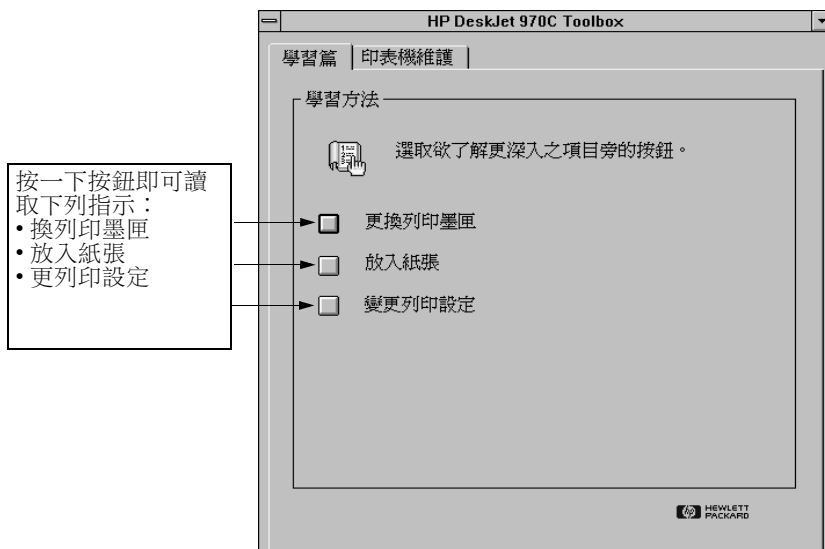 HP DeskJet 970C Toolbox
學習篇 印表機維護
學習方法
選取欲了解更深入之項目旁的按鈕。
按一下按鈕即可讀
取下列指示：
• 換列印墨匣
• 放入紙張
• 更列印設定
更換列印墨匣
放入紙張
變更列印設定
hp HEWLETT
PACKARD